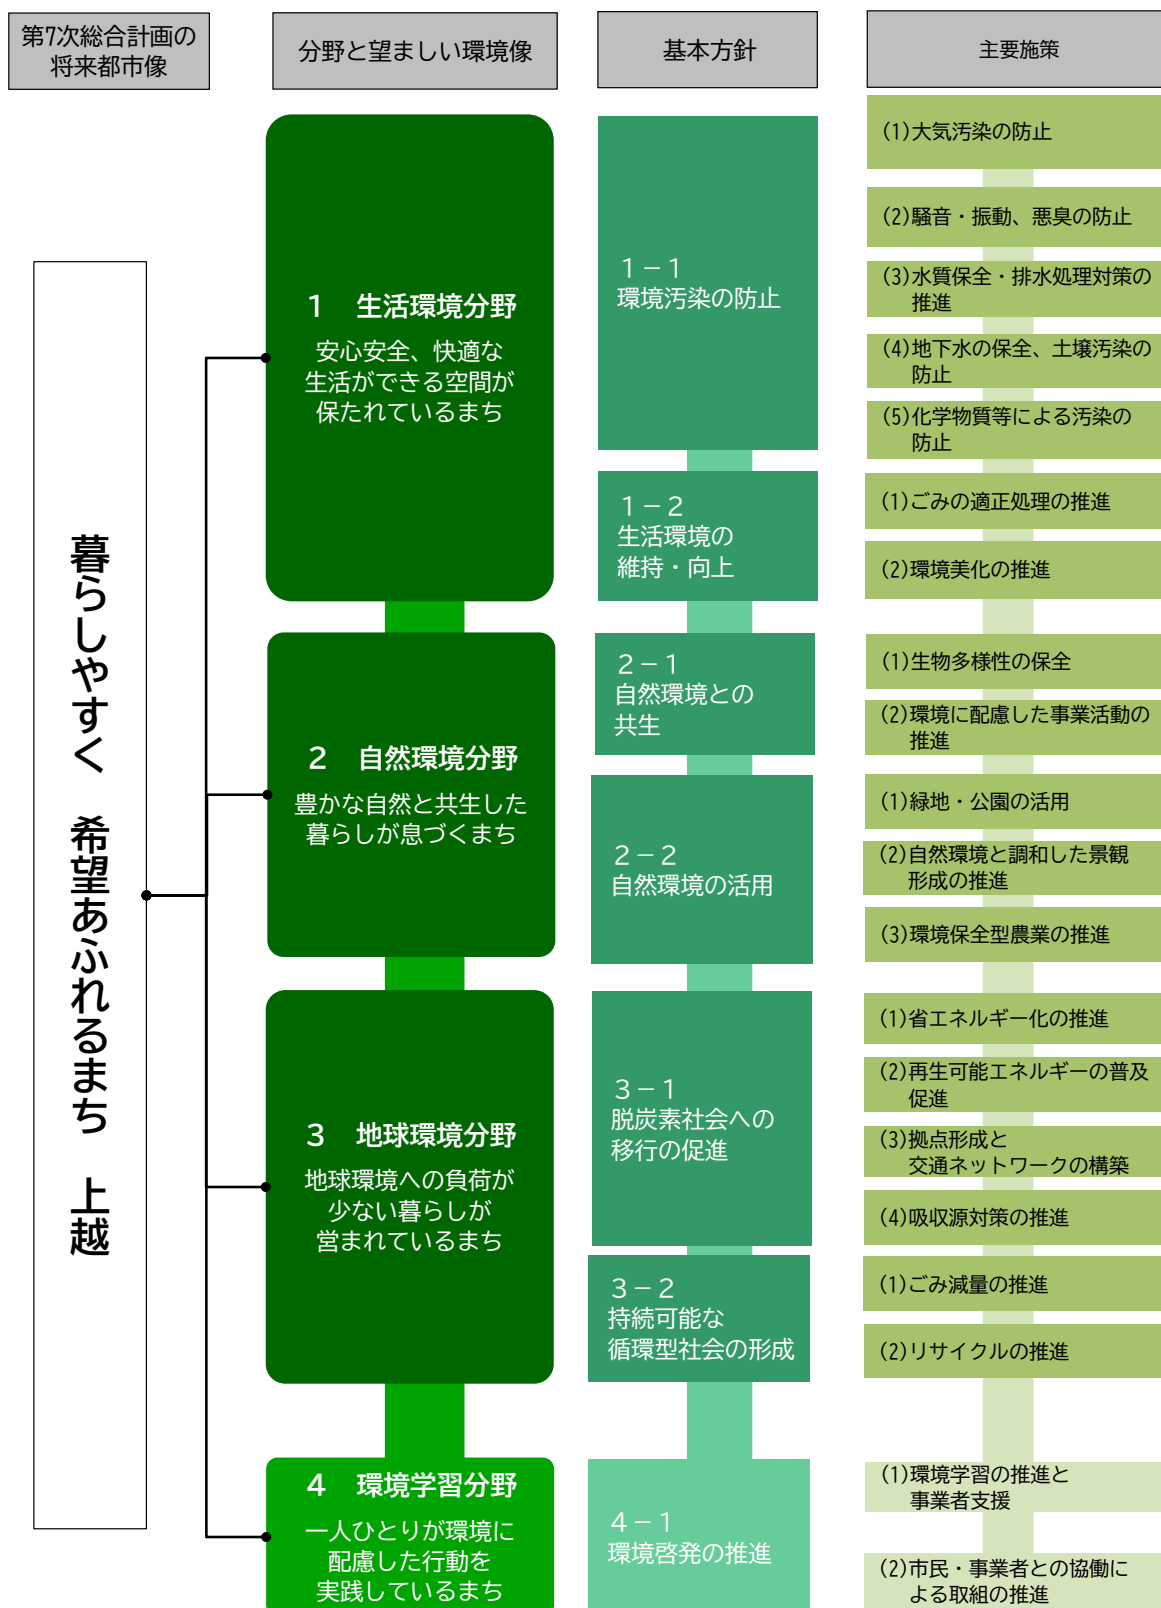 第7次総合計画の
将来都市像
分野と望ましい環境像
基本方針
主要施策
暮らしやすく　希望あふれるまち　上越
1　生活環境分野
安心安全、快適な
生活ができる空間が
保たれているまち
1－1
環境汚染の防止
(1)大気汚染の防止
(2)騒音・振動、悪臭の防止
(3)水質保全・排水処理対策の
推進
(4)地下水の保全、土壌汚染の
防止
(5)化学物質等による汚染の
防止
1－2
生活環境の
維持・向上
(1)ごみの適正処理の推進
(2)環境美化の推進
2　自然環境分野
豊かな自然と共生した
暮らしが息づくまち
2－1
自然環境との
共生
(1)生物多様性の保全
(2)環境に配慮した事業活動の
推進
2－2
自然環境の活用
(1)緑地・公園の活用
(2)自然環境と調和した景観
形成の推進
(3)環境保全型農業の推進
3　地球環境分野
地球環境への負荷が
少ない暮らしが
営まれているまち
3－1
脱炭素社会への
移行の促進
(1)省エネルギー化の推進
(2)再生可能エネルギーの普及
促進
(3)拠点形成と
交通ネットワークの構築
(4)吸収源対策の推進
3－2
持続可能な
循環型社会の形成
(1)ごみ減量の推進
(2)リサイクルの推進
4　環境学習分野
一人ひとりが環境に
配慮した行動を
実践しているまち
4－1
環境啓発の推進
(1)環境学習の推進と
事業者支援
(2)市民・事業者との協働に
よる取組の推進